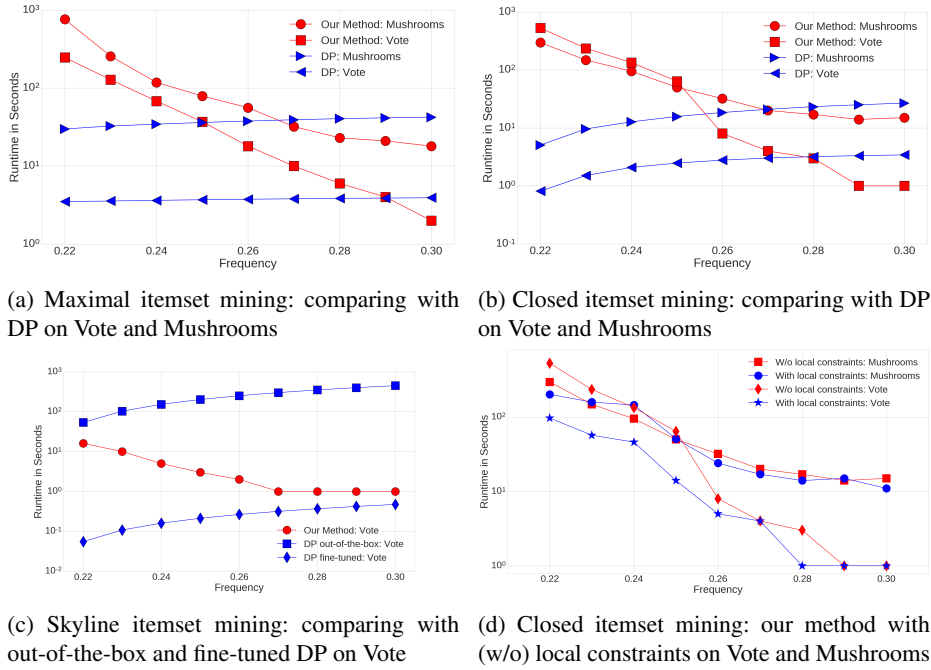 10³
10²
10¹
10⁰
Runtime in Seconds
0.22 0.24 0.26 0.28 0.30
Frequency
Our Method: Mushrooms
Our Method: Vote
DP: Mushrooms
DP: Vote
(a) Maximal itemset mining: comparing with
DP on Vote and Mushrooms
10³
10²
10¹
10⁰
10⁻¹
Runtime in Seconds
0.22 0.24 0.26 0.28 0.30
Frequency
Our Method: Mushrooms
Our Method: Vote
DP: Mushrooms
DP: Vote
(b) Closed itemset mining: comparing with DP
on Vote and Mushrooms
10³
10²
10¹
10⁰
10⁻¹
10⁻²
Runtime in Seconds
0.22 0.24 0.26 0.28 0.30
Frequency
Our Method: Vote
DP out-of-the-box: Vote
DP fine-tuned: Vote
(c) Skyline itemset mining: comparing with
out-of-the-box and fine-tuned DP on Vote
10²
10¹
10⁰
Runtime in Seconds
0.22 0.24 0.26 0.28 0.30
Frequency
W/o local constraints: Mushrooms
With local constraints: Mushrooms
W/o local constraints: Vote
With local constraints: Vote
(d) Closed itemset mining: our method with
(w/o) local constraints on Vote and Mushrooms